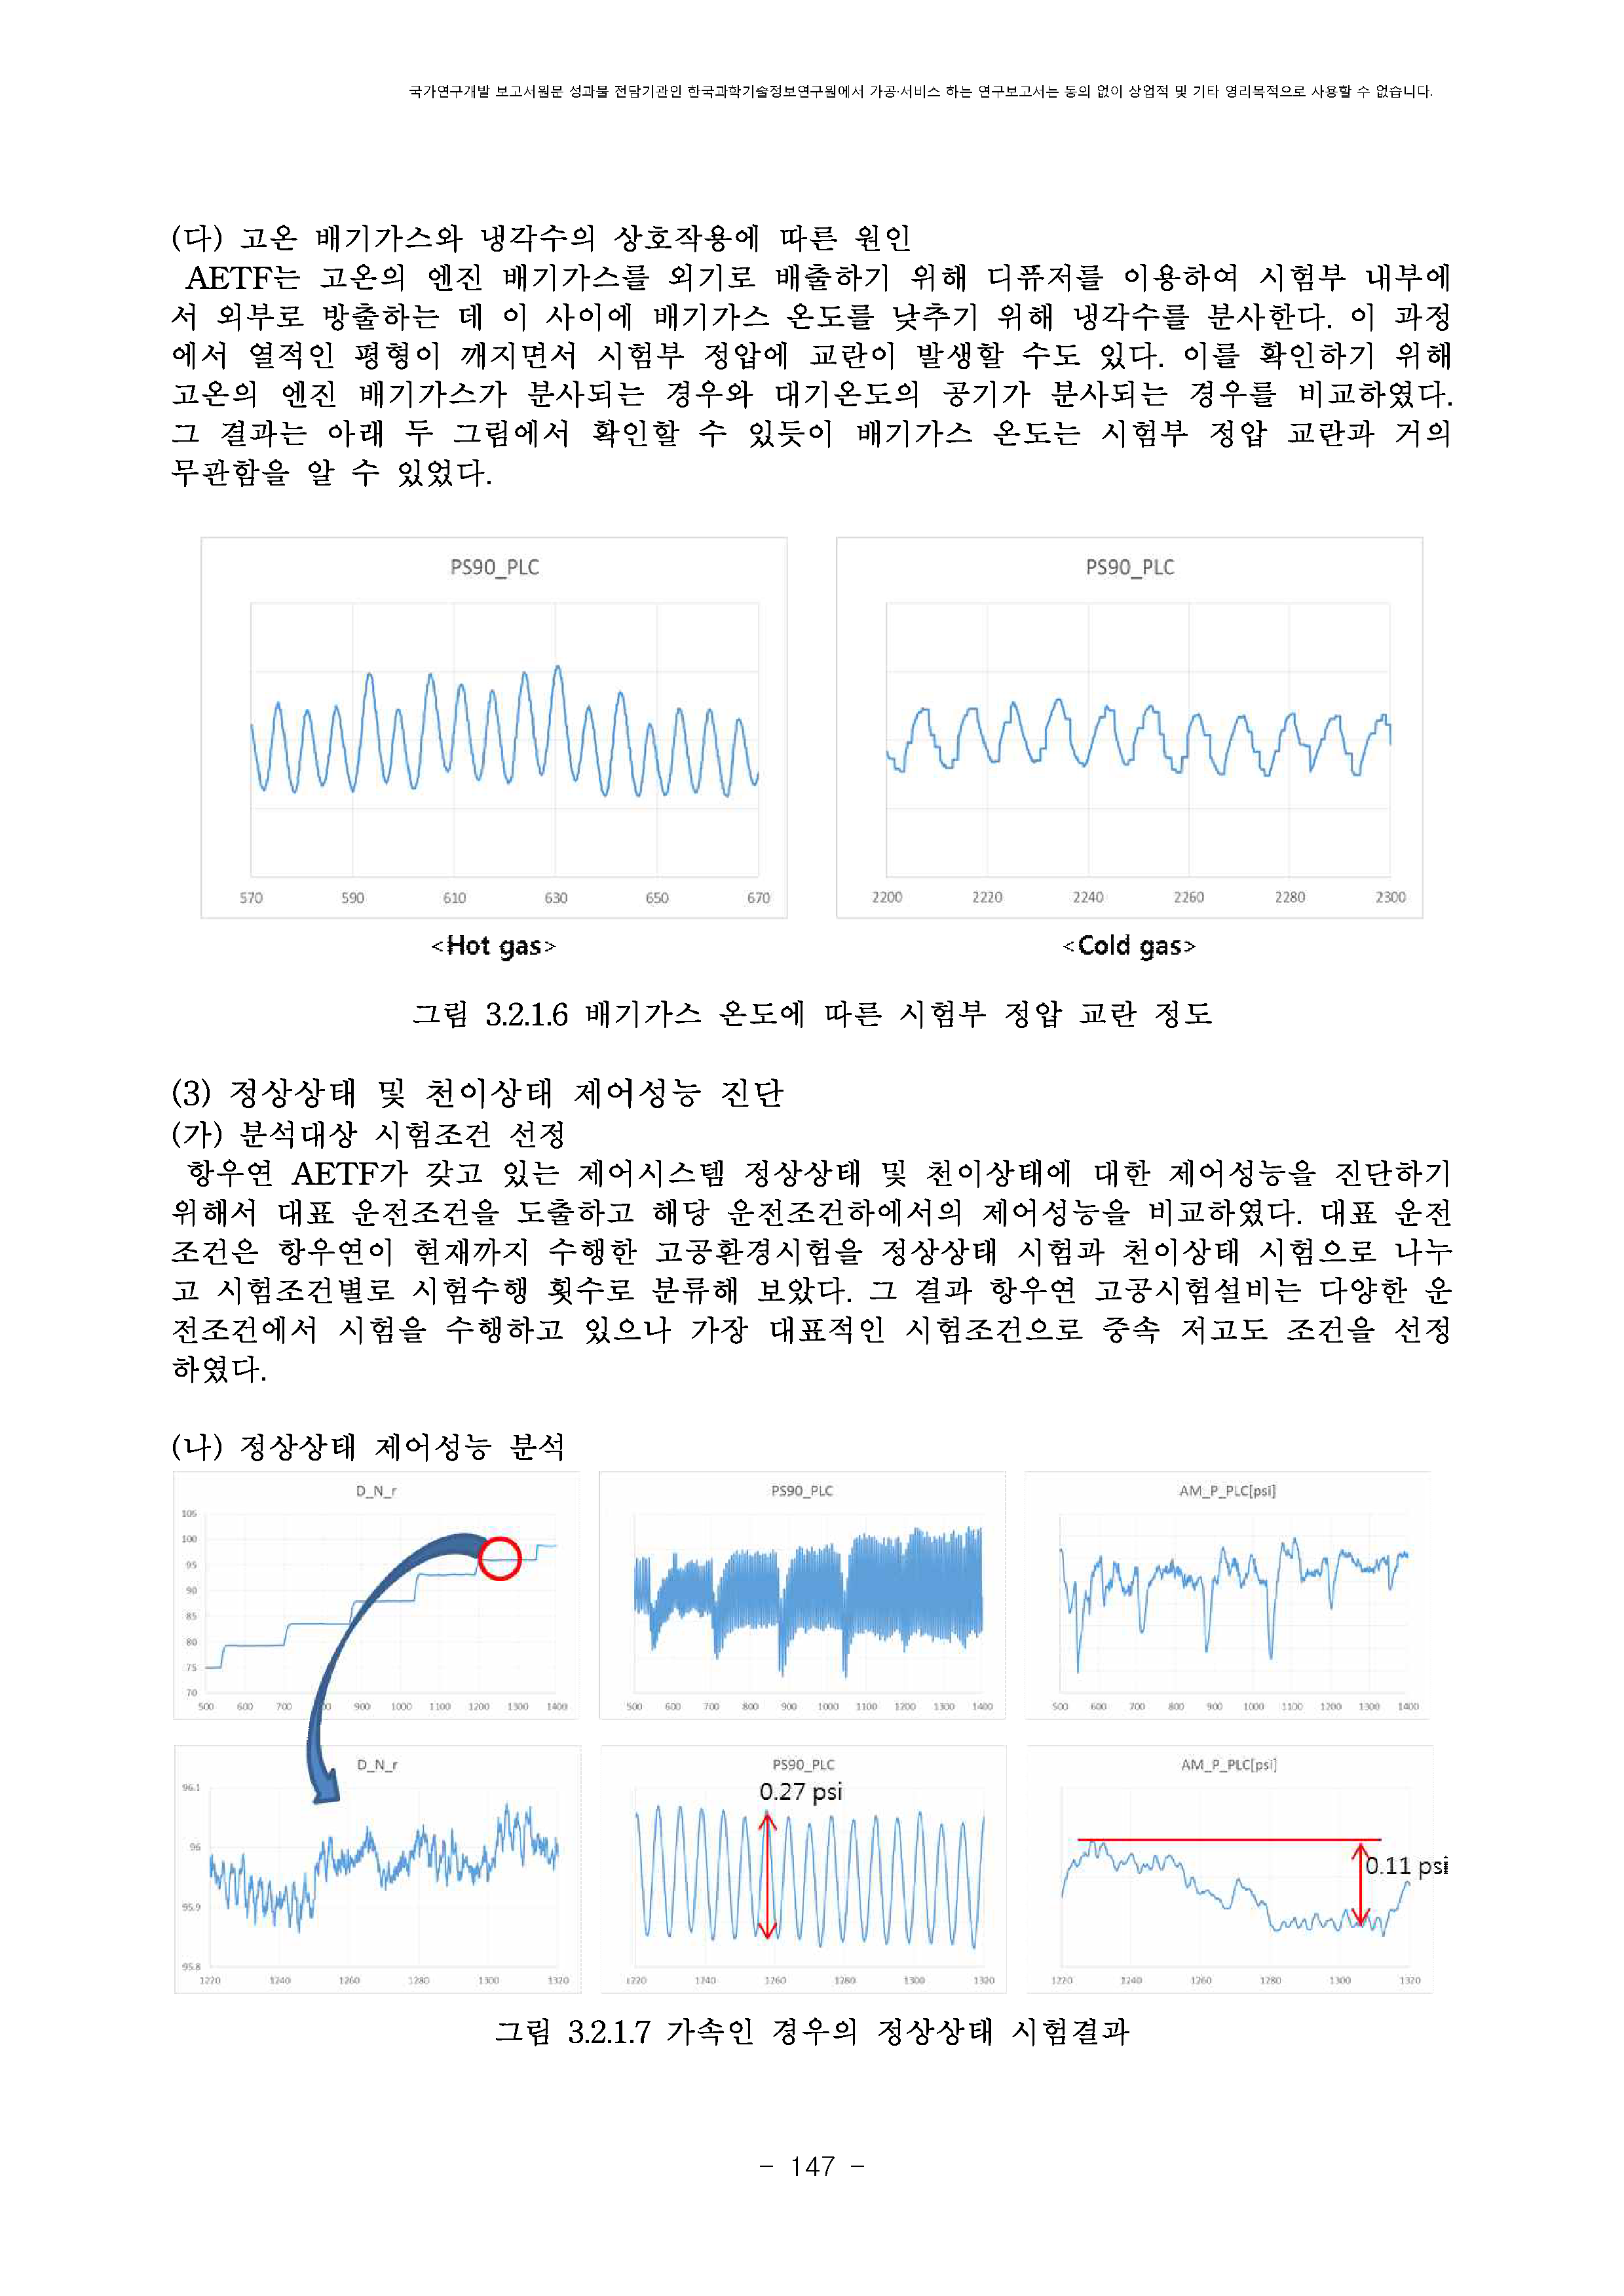 국가연구개발 보고서원문 성과물 전담기관인 한국과학기술정보연구원에서 가공·서비스 하는 연구보고서는 동의 없이 상업적 및 기타 영리목적으로 사용할 수 없습니다.
(다) 고온 배기가스와 냉각수의 상호작용에 따른 원인
AETF는 고온의 엔진 배기가스를 외기로 배출하기 위해 디퓨저를 이용하여 시험부 내부에
서 외부로 방출하는 데 이 사이에 배기가스 온도를 낮추기 위해 냉각수를 분사한다. 이 과정
에서 열적인 평형이 깨지면서 시험부 정압에 교란이 발생할 수도 있다. 이를 확인하기 위해
고온의 엔진 배기가스가 분사되는 경우와 대기온도의 공기가 분사되는 경우를 비교하였다.
그 결과는 아래 두 그림에서 확인할 수 있듯이 배기가스 온도는 시험부 정압 교란과 거의
무관함을 알 수 있었다.
PS90_PLC
570 590 610 630 650 670
<Hot gas>
PS90_PLC
2200 2220 2240 2260 2280 2300
<Cold gas>
그림 3.2.1.6 배기가스 온도에 따른 시험부 정압 교란 정도
(3) 정상상태 및 천이상태 제어성능 진단
(가) 분석대상 시험조건 선정
항우연 AETF가 갖고 있는 제어시스템 정상상태 및 천이상태에 대한 제어성능을 진단하기
위해서 대표 운전조건을 도출하고 해당 운전조건하에서의 제어성능을 비교하였다. 대표 운전
조건은 항우연이 현재까지 수행한 고공환경시험을 정상상태 시험과 천이상태 시험으로 나누
고 시험조건별로 시험수행 횟수로 분류해 보았다. 그 결과 항우연 고공시험설비는 다양한 운
전조건에서 시험을 수행하고 있으나 가장 대표적인 시험조건으로 중속 저고도 조건을 선정
하였다.
(나) 정상상태 제어성능 분석
D_N_r
105
100
95
90
85
80
75
70
500 600 700 900 1000 1100 1200 1300 1400
PS90_PLC
500 600 700 800 900 1000 1100 1200 1300 1400
AM_P_PLC[psi]
500 600 700 800 900 1000 1100 1200 1300 1400
D_N_r
96.1
96
95.9
95.8
1220 1240 1260 1280 1300 1320
PS90_PLC
0.27 psi
1220 1240 1260 1280 1300 1320
AM_P_PLC[psi]
0.11 psi
1220 1240 1260 1280 1300 1320
그림 3.2.1.7 가속인 경우의 정상상태 시험결과
- 147 -